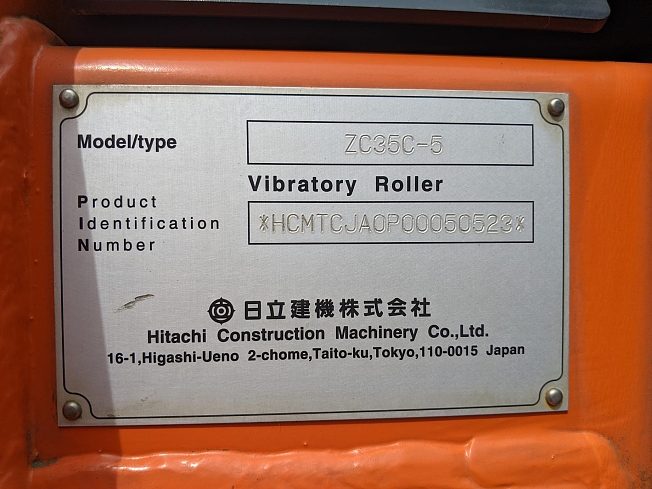 Model/type ZC35C-5
Vibratory Roller
Product
Identification
Number
*HCMTCJA0P00050523*
日立建機株式会社
Hitachi Construction Machinery Co.,Ltd.
16-1,Higashi-Ueno 2-chome,Taito-ku,Tokyo,110-0015 Japan